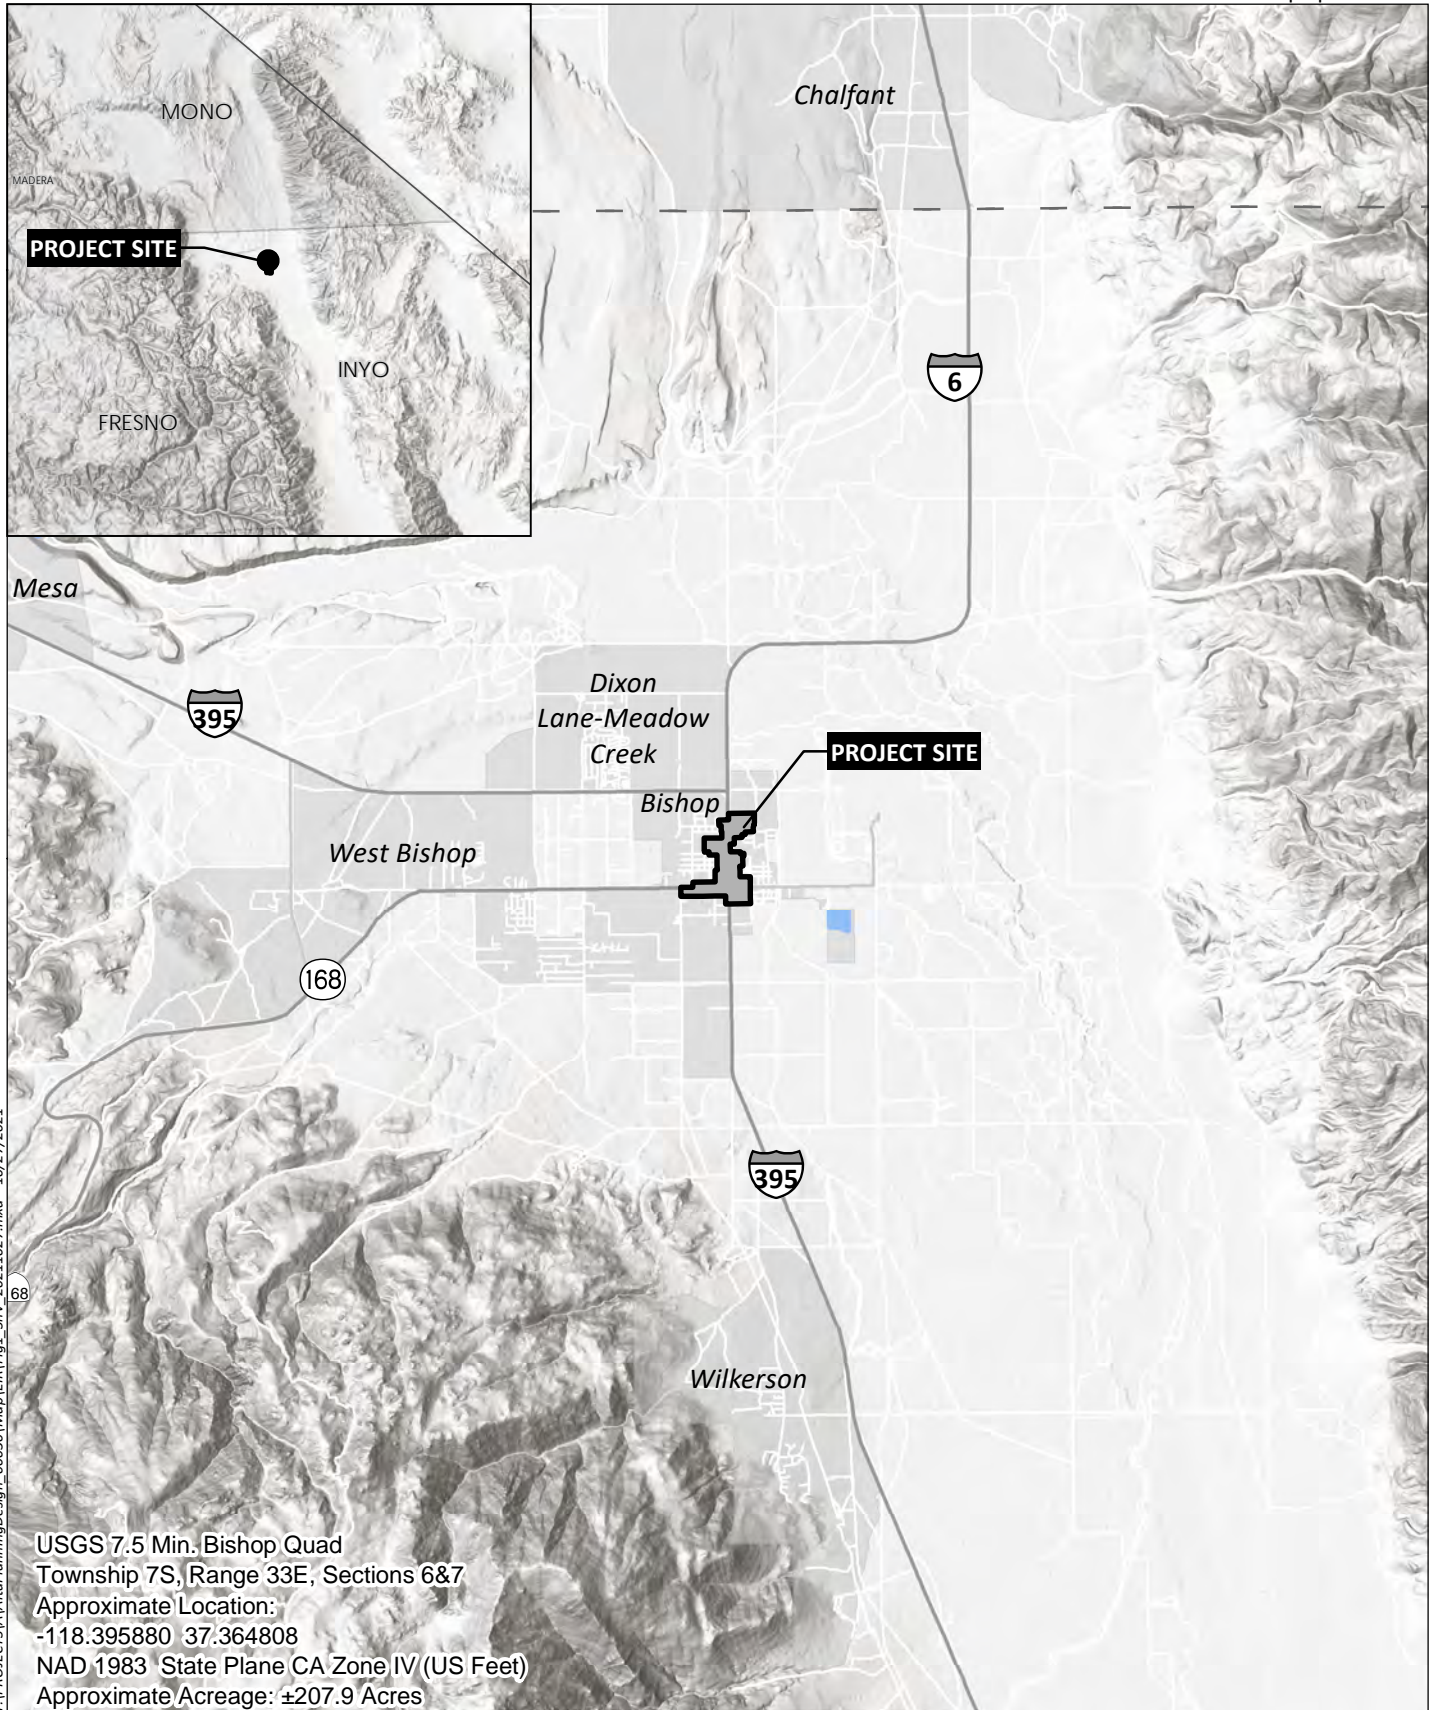 MONO
MADERA
PROJECT SITE
INYO
FRESNO
Chalfant
6
Mesa
395
Dixon
Lane-Meadow
Creek
PROJECT SITE
Bishop
West Bishop
168
395
68
Wilkerson
USGS 7.5 Min. Bishop Quad
Township 7S, Range 33E, Sections 6&7
Approximate Location:
-118.395880 37.364808
NAD 1983 State Plane CA Zone IV (US Feet)
Approximate Acreage: ±207.9 Acres